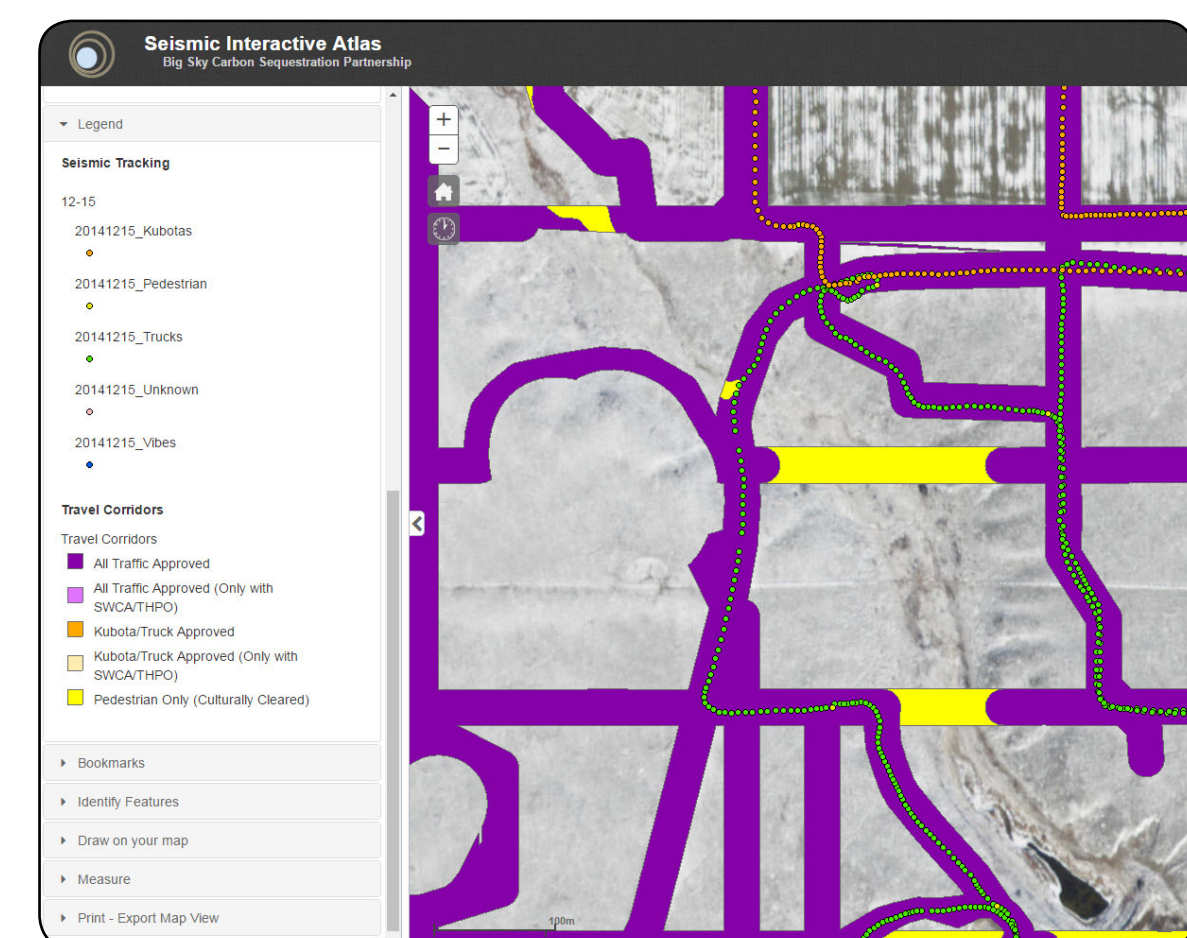 Seismic Interactive Atlas
Big Sky Carbon Sequestration Partnership
Legend
Seismic Tracking
12-15
20141215_Kubotas
20141215_Pedestrian
20141215_Trucks
20141215_Unknown
20141215_Vibes
Travel Corridors
Travel Corridors
All Traffic Approved
All Traffic Approved (Only with
SWCA/THPO)
Kubota/Truck Approved
Kubota/Truck Approved (Only with
SWCA/THPO)
Pedestrian Only (Culturally Cleared)
Bookmarks
Identify Features
Draw on your map
Measure
Print - Export Map View
+
−
100m